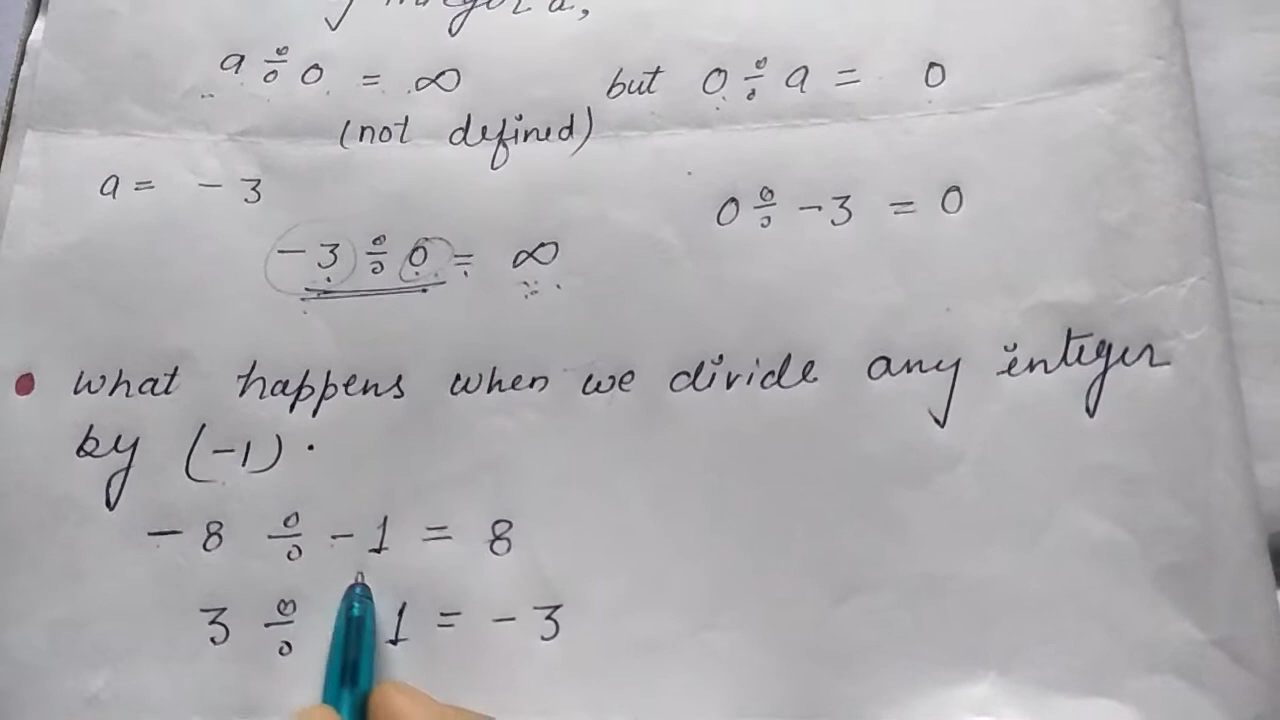 a ÷ 0 = ∞ but 0 ÷ a = 0
(not defined)
a = - 3
0 ÷ -3 = 0
-3 ÷ 0 = ∞
what happens when we divide any integer
by (-1).
- 8 ÷ -1 = 8
3 ÷ 1 = - 3